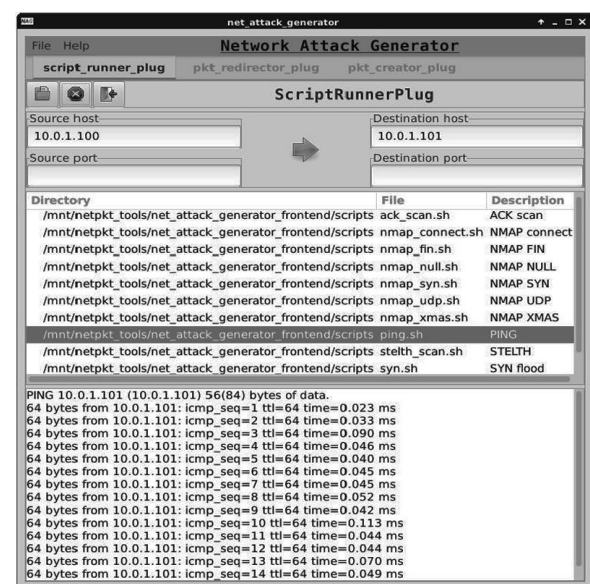 NAG net_attack_generator
File Help Network Attack Generator
script_runner_plug pkt_redirector_plug pkt_creator_plug
ScriptRunnerPlug
Source host Destination host
10.0.1.100 10.0.1.101
Source port Destination port
Directory File Description
/mnt/netpkt_tools/net_attack_generator_frontend/scripts ack_scan.sh ACK scan
/mnt/netpkt_tools/net_attack_generator_frontend/scripts nmap_connect.sh NMAP connect
/mnt/netpkt_tools/net_attack_generator_frontend/scripts nmap_fin.sh NMAP FIN
/mnt/netpkt_tools/net_attack_generator_frontend/scripts nmap_null.sh NMAP NULL
/mnt/netpkt_tools/net_attack_generator_frontend/scripts nmap_syn.sh NMAP SYN
/mnt/netpkt_tools/net_attack_generator_frontend/scripts nmap_udp.sh NMAP UDP
/mnt/netpkt_tools/net_attack_generator_frontend/scripts nmap_xmas.sh NMAP XMAS
/mnt/netpkt_tools/net_attack_generator_frontend/scripts ping.sh PING
/mnt/netpkt_tools/net_attack_generator_frontend/scripts stelth_scan.sh STELTH
/mnt/netpkt_tools/net_attack_generator_frontend/scripts syn.sh SYN flood
PING 10.0.1.101 (10.0.1.101) 56(84) bytes of data.
64 bytes from 10.0.1.101: icmp_seq=1 ttl=64 time=0.023 ms
64 bytes from 10.0.1.101: icmp_seq=2 ttl=64 time=0.033 ms
64 bytes from 10.0.1.101: icmp_seq=3 ttl=64 time=0.090 ms
64 bytes from 10.0.1.101: icmp_seq=4 ttl=64 time=0.046 ms
64 bytes from 10.0.1.101: icmp_seq=5 ttl=64 time=0.040 ms
64 bytes from 10.0.1.101: icmp_seq=6 ttl=64 time=0.045 ms
64 bytes from 10.0.1.101: icmp_seq=7 ttl=64 time=0.045 ms
64 bytes from 10.0.1.101: icmp_seq=8 ttl=64 time=0.052 ms
64 bytes from 10.0.1.101: icmp_seq=9 ttl=64 time=0.042 ms
64 bytes from 10.0.1.101: icmp_seq=10 ttl=64 time=0.113 ms
64 bytes from 10.0.1.101: icmp_seq=11 ttl=64 time=0.044 ms
64 bytes from 10.0.1.101: icmp_seq=12 ttl=64 time=0.044 ms
64 bytes from 10.0.1.101: icmp_seq=13 ttl=64 time=0.070 ms
64 bytes from 10.0.1.101: icmp_seq=14 ttl=64 time=0.049 ms